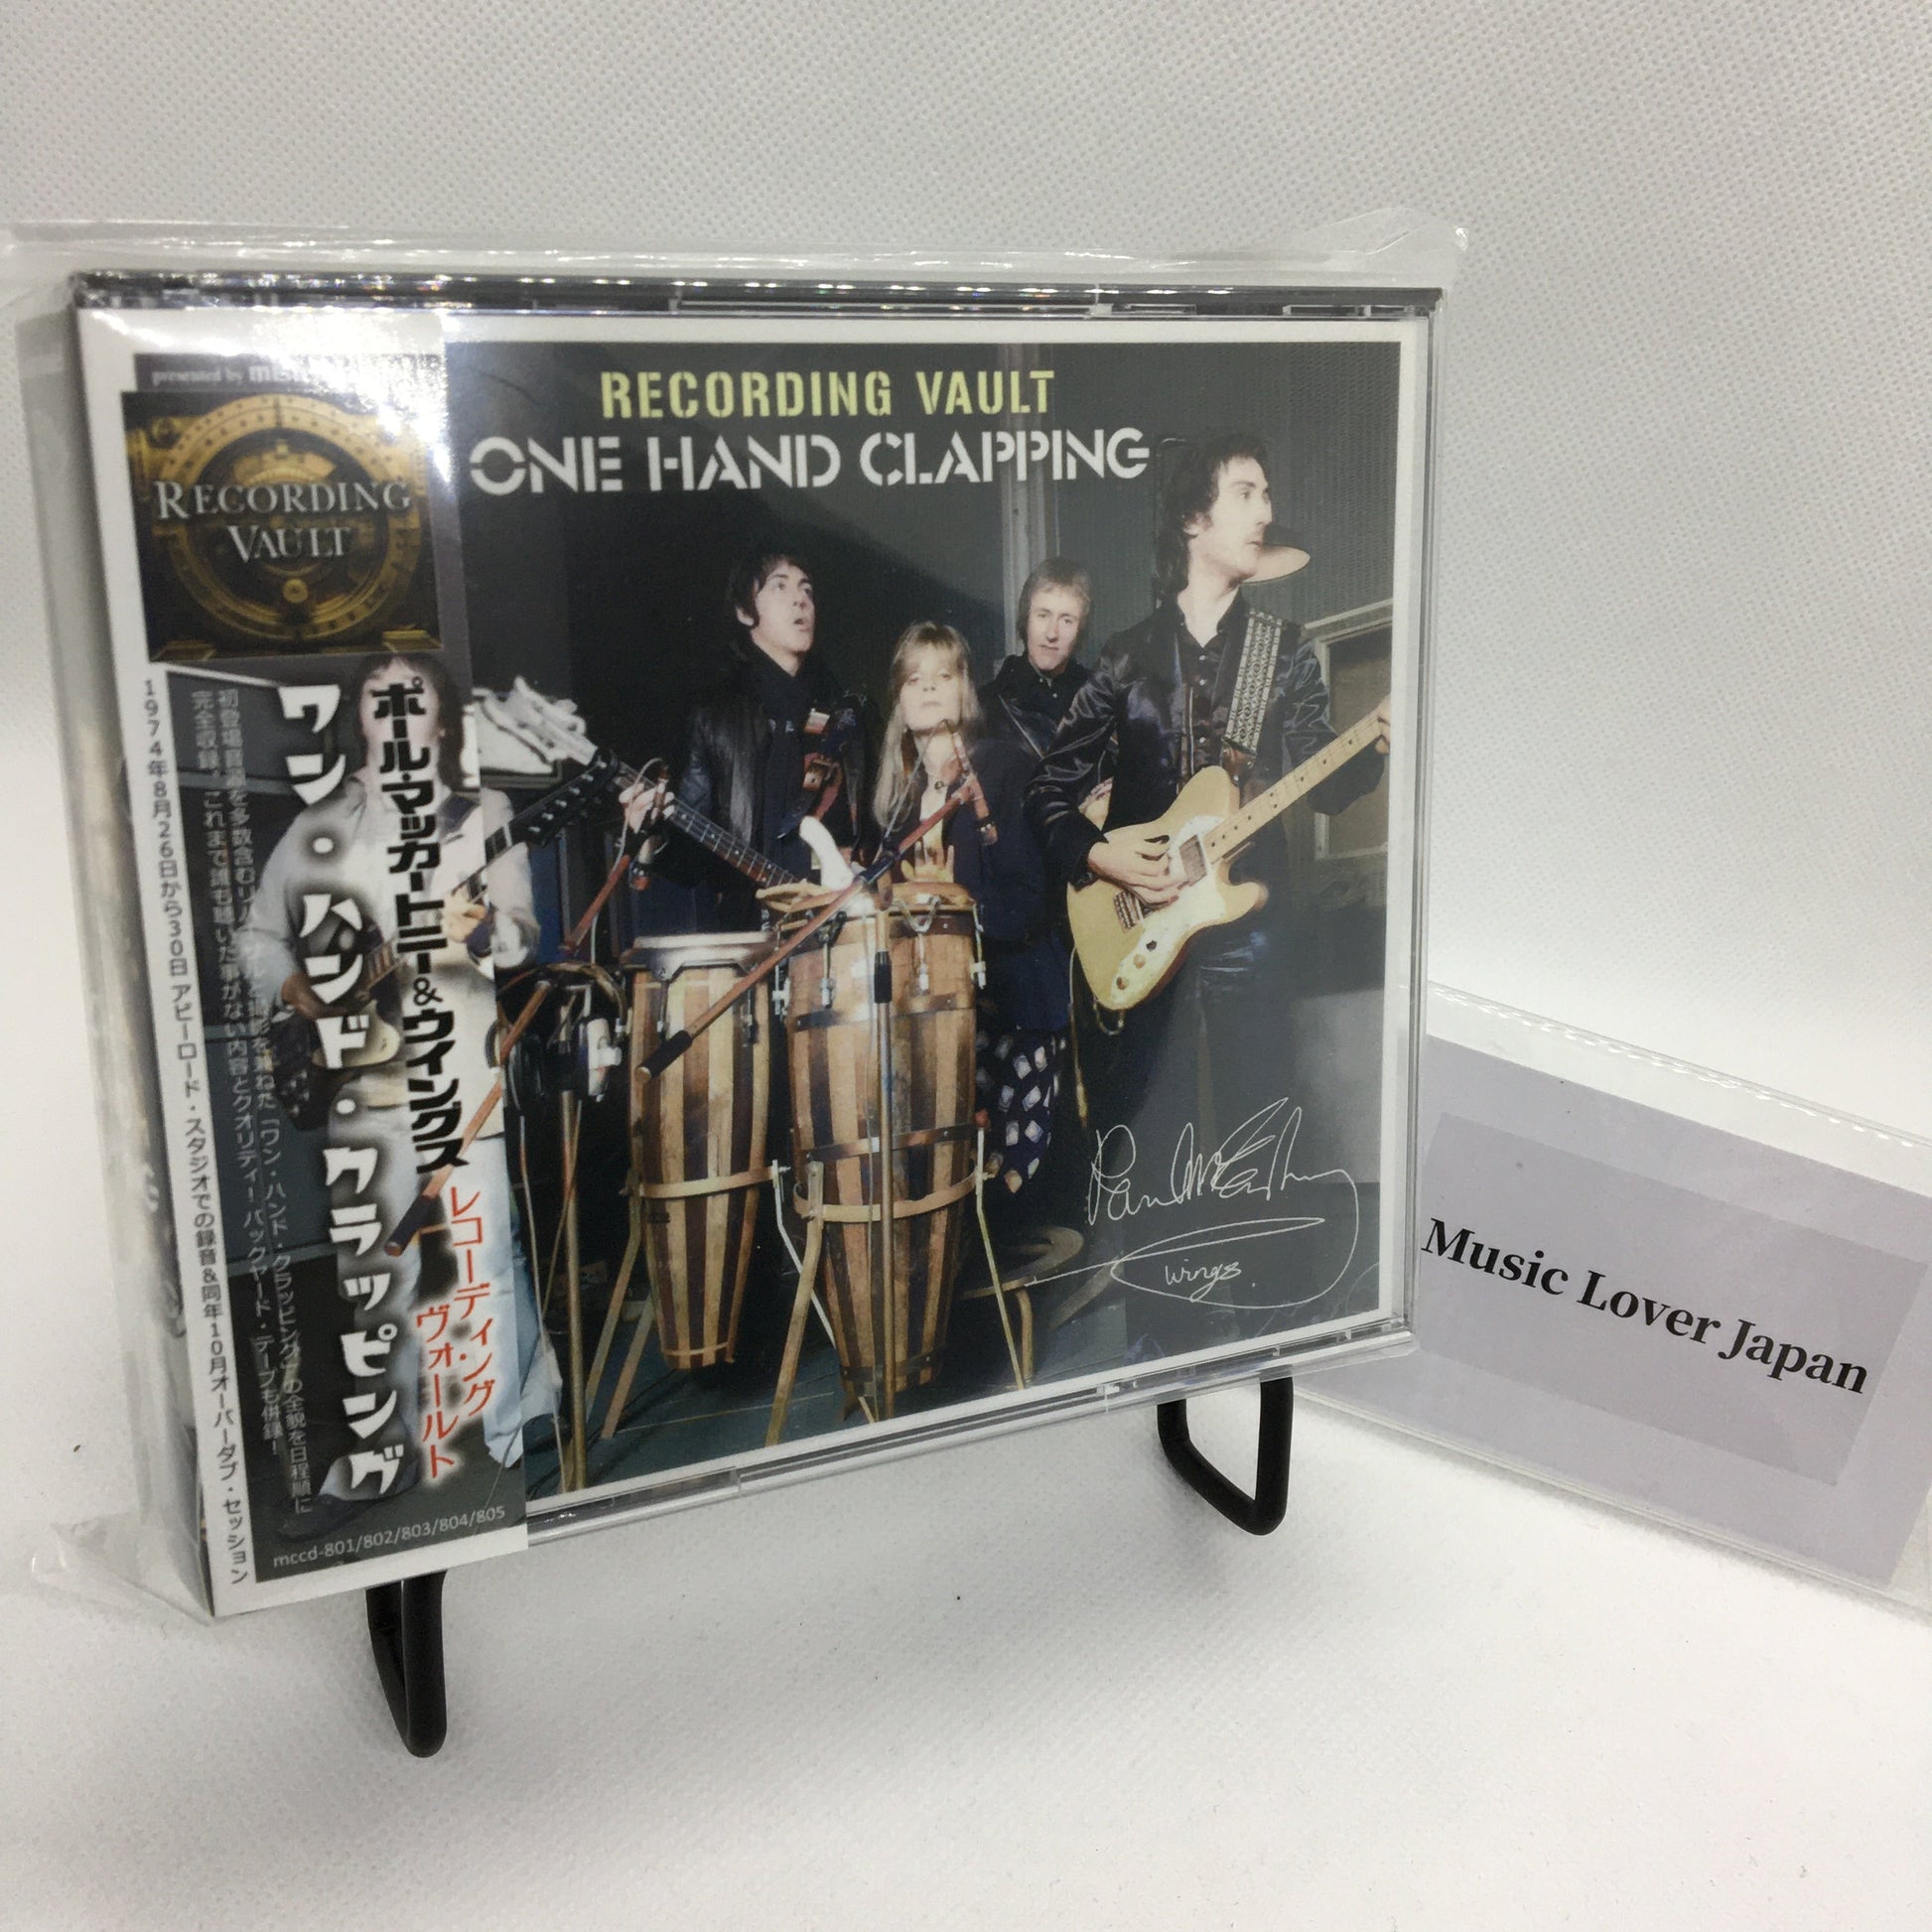 RECORDING VAULT
ONE HAND CLAPPING
presented by
RECORDING
VAULT
ポール・マッカートニー&ウイングス
レコーディング
ヴォールト
ワン・ハンド・クラッピング
完全収録 これまで誰も聴いた事がない内容とクオリティ!バックヤード・テープも併録!
1974年8月26日から30日 アビーロード・スタジオでの録音&同年10月オーバーダブ・セッション
mccd-801/802/803/804/805
Paul McCartney
wings.
Music Lover Japan